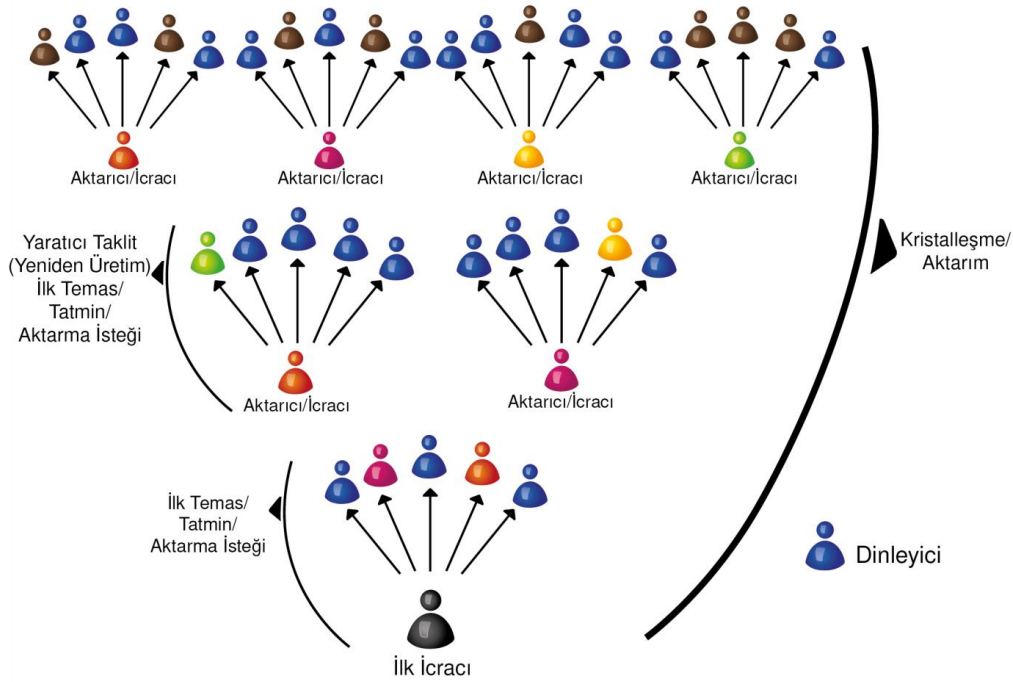 Aktarıcı/İcracı
Aktarıcı/İcracı
Aktarıcı/İcracı
Aktarıcı/İcracı
Yaratıcı Taklit
(Yeniden Üretim)
İlk Temas/
Tatmin/
Aktarma İsteği
Kristalleşme/
Aktarım
Aktarıcı/İcracı
Aktarıcı/İcracı
İlk Temas/
Tatmin/
Aktarma İsteği
Dinleyici
İlk İcracı